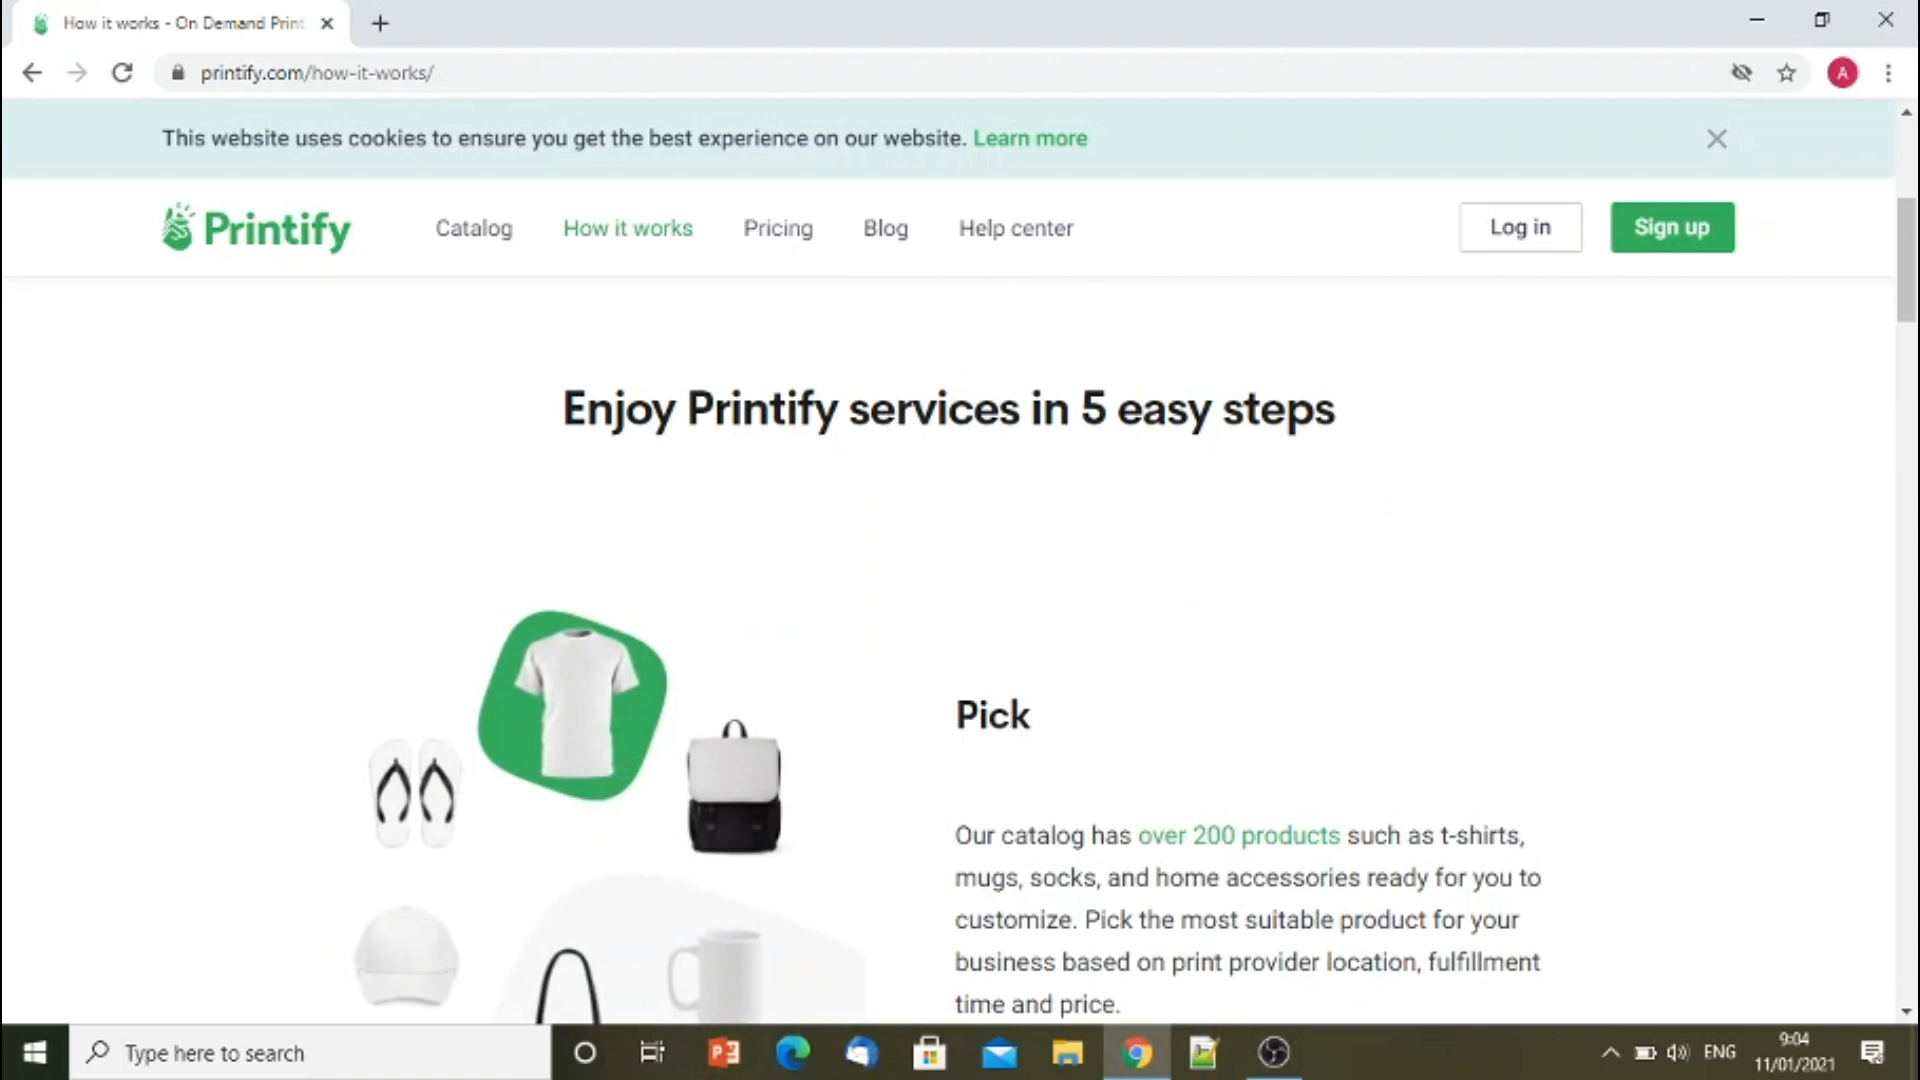 How it works - On Demand Print
printify.com/how-it-works/
A
This website uses cookies to ensure you get the best experience on our website. Learn more
Printify
Catalog
How it works
Pricing
Blog
Help center
Log in
Sign up
Enjoy Printify services in 5 easy steps
Pick
Our catalog has over 200 products such as t-shirts,
mugs, socks, and home accessories ready for you to
customize. Pick the most suitable product for your
business based on print provider location, fulfillment
time and price.
Type here to search
ENG
9:04
11/01/2021